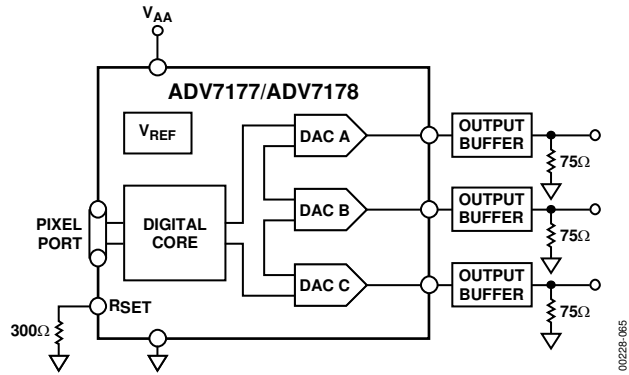 VAA
ADV7177/ADV7178
VREF
DAC A
OUTPUT
BUFFER
75Ω
PIXEL
PORT
DIGITAL
CORE
DAC B
OUTPUT
BUFFER
75Ω
DAC C
OUTPUT
BUFFER
75Ω
RSET
300Ω
00228-065